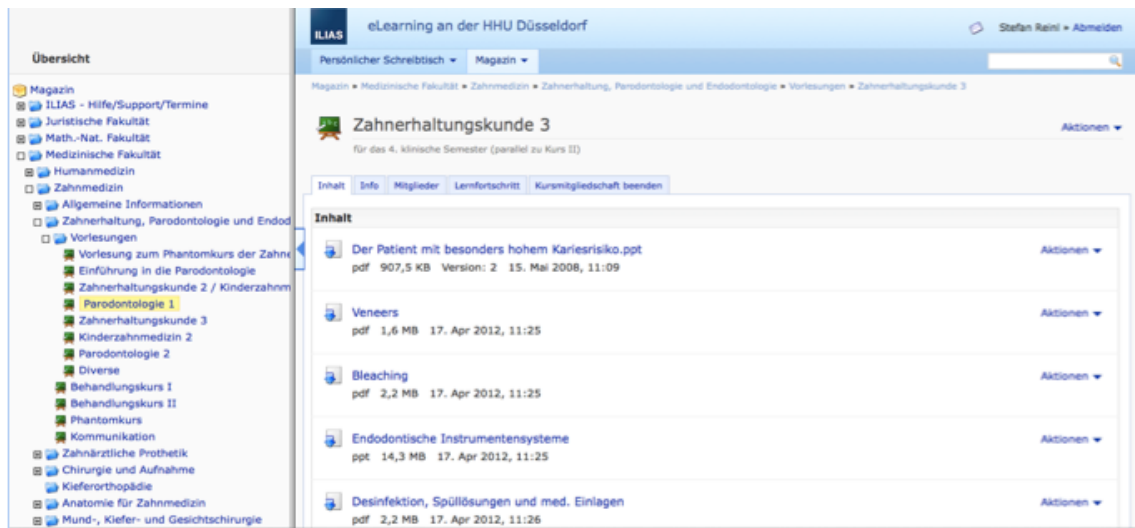 Übersicht
Magazin
ILIAS - Hilfe/Support/Termine
Juristische Fakultät
Math.-Nat. Fakultät
Medizinische Fakultät
Humanmedizin
Zahnmedizin
Allgemeine Informationen
Zahnerhaltung, Parodontologie und Endod
Vorlesungen
Vorlesung zum Phantomkurs der Zahne
Einführung in die Parodontologie
Zahnerhaltungskunde 2 / Kinderzahnm
Parodontologie 1
Zahnerhaltungskunde 3
Kinderzahnmedizin 2
Parodontologie 2
Diverse
Behandlungskurs I
Behandlungskurs II
Phantomkurs
Kommunikation
Zahnärztliche Prothetik
Chirurgie und Aufnahme
Kieferorthopädie
Anatomie für Zahnmedizin
Mund-, Kiefer- und Gesichtschirurgie
ILIAS eLearning an der HHU Düsseldorf
Stefan Reini » Abmelden
Persönlicher Schreibtisch Magazin
Magazin » Medizinische Fakultät » Zahnmedizin » Zahnerhaltung, Parodontologie und Endodontologie » Vorlesungen » Zahnerhaltungskunde 3
Zahnerhaltungskunde 3 Aktionen
für das 4. klinische Semester (parallel zu Kurs II)
Inhalt Info Mitglieder Lernfortschritt Kursmitgliedschaft beenden
Inhalt
Der Patient mit besonders hohem Kariesrisiko.ppt Aktionen
pdf 907,5 KB Version: 2 15. Mai 2008, 11:09
Veneers Aktionen
pdf 1,6 MB 17. Apr 2012, 11:25
Bleaching Aktionen
pdf 2,2 MB 17. Apr 2012, 11:25
Endodontische Instrumentensysteme Aktionen
ppt 14,3 MB 17. Apr 2012, 11:25
Desinfektion, Spüllösungen und med. Einlagen Aktionen
pdf 2,2 MB 17. Apr 2012, 11:26